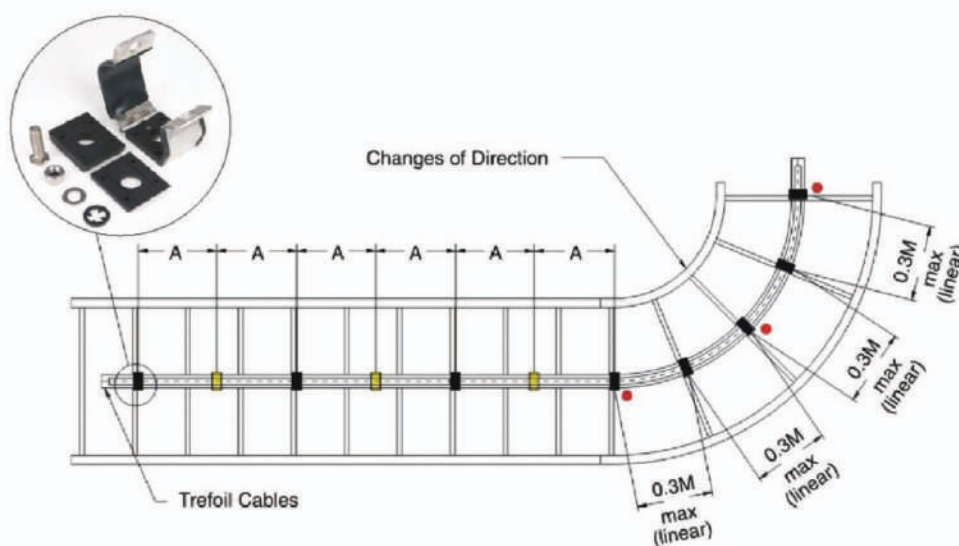 Changes of Direction
A A A A A A
0.3M
max
(linear)
0.3M
max
(linear)
0.3M
max
(linear)
0.3M
max
(linear)
Trefoil Cables